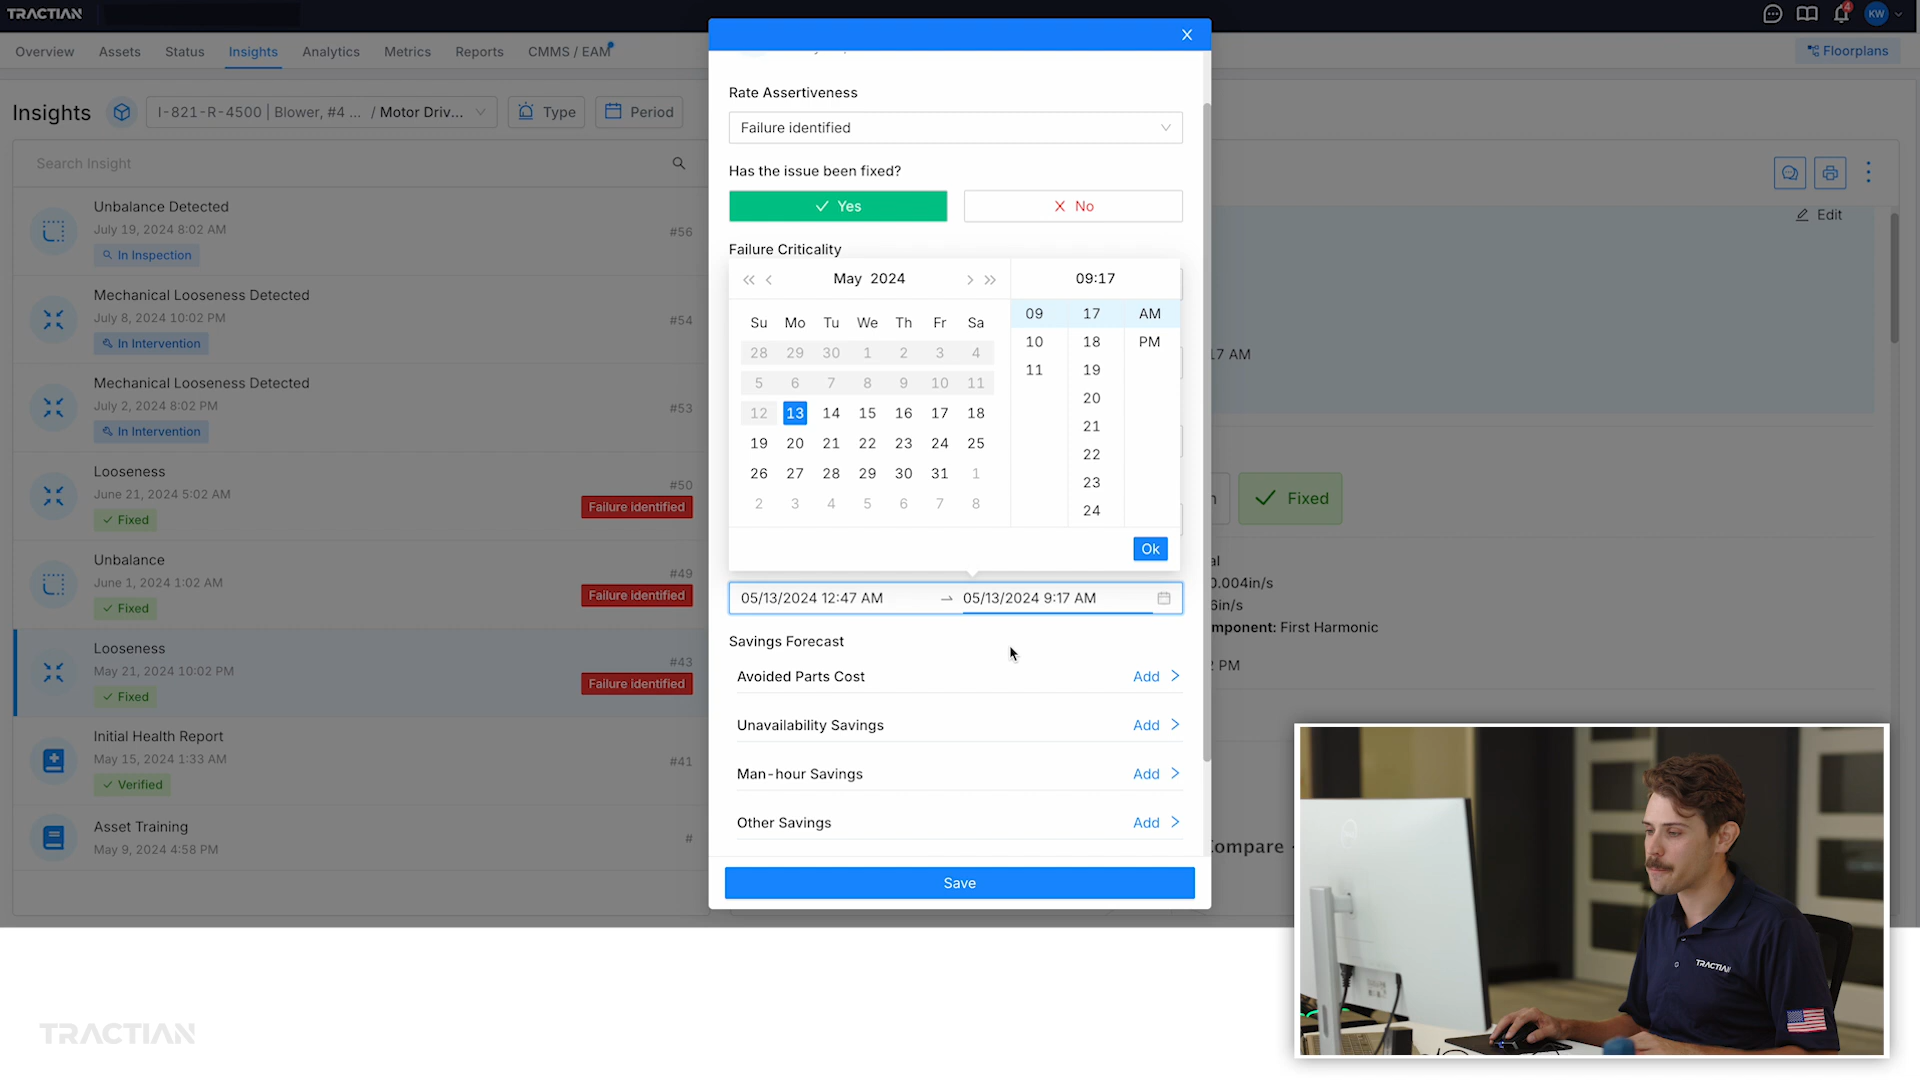 TRACTIAN
4
KW
Overview
Assets
Status
Insights
Analytics
Metrics
Reports
CMMS / EAM
Floorplans
Insights
I-821-R-4500 | Blower, #4 ... / Motor Driv...
Type
Period
Search Insight
Unbalance Detected
July 19, 2024 8:02 AM
#56
In Inspection
Mechanical Looseness Detected
July 8, 2024 10:02 PM
#54
In Intervention
Mechanical Looseness Detected
July 2, 2024 8:02 PM
#53
In Intervention
Looseness
June 21, 2024 5:02 AM
#50
Failure identified
Fixed
Unbalance
June 1, 2024 1:02 AM
#49
Failure identified
Fixed
Looseness
May 21, 2024 10:02 PM
#43
Failure identified
Fixed
Initial Health Report
May 15, 2024 1:33 AM
#41
Verified
Asset Training
May 9, 2024 4:58 PM
#
Rate Assertiveness
Failure identified
Has the issue been fixed?
Yes
No
Failure Criticality
May 2024
09:17
Su Mo Tu We Th Fr Sa
28 29 30 1 2 3 4
5 6 7 8 9 10 11
12 13 14 15 16 17 18
19 20 21 22 23 24 25
26 27 28 29 30 31 1
2 3 4 5 6 7 8
09 17 AM
10 18 PM
11 19
20
21
22
23
24
Ok
05/13/2024 12:47 AM
05/13/2024 9:17 AM
Savings Forecast
Avoided Parts Cost
Add
Unavailability Savings
Add
Man-hour Savings
Add
Other Savings
Add
Save
Edit
17 AM
n
Fixed
al
0.004in/s
6in/s
mponent: First Harmonic
2 PM
Compare
TRACTIAN
TRACTIAN